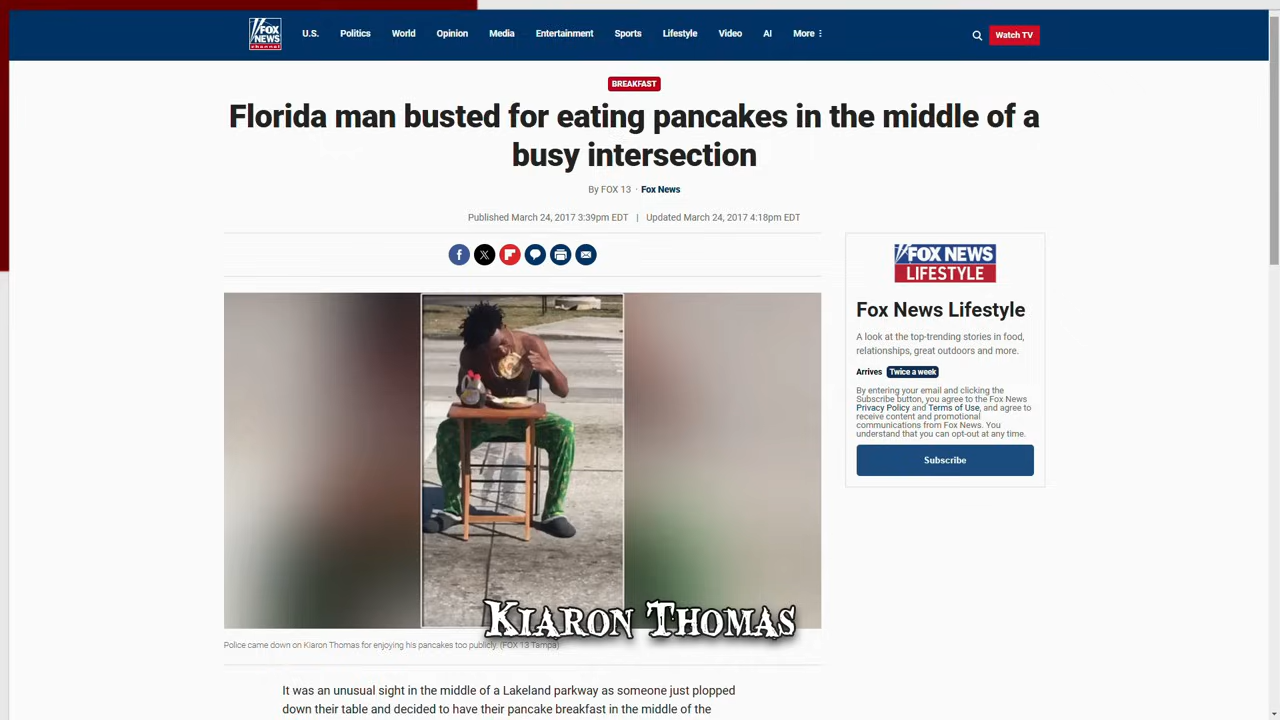 FOX
NEWS
channel
U.S.
Politics
World
Opinion
Media
Entertainment
Sports
Lifestyle
Video
AI
More
Watch TV
BREAKFAST
Florida man busted for eating pancakes in the middle of a
busy intersection
By FOX 13 · Fox News
Published March 24, 2017 3:39pm EDT | Updated March 24, 2017 4:18pm EDT
FOX NEWS
LIFESTYLE
Fox News Lifestyle
A look at the top-trending stories in food,
relationships, great outdoors and more.
Arrives Twice a week
By entering your email and clicking the
Subscribe button, you agree to the Fox News
Privacy Policy and Terms of Use, and agree to
receive content and promotional
communications from Fox News. You
understand that you can opt-out at any time.
Subscribe
KIARON THOMAS
Police came down on Kiaron Thomas for enjoying his pancakes too publicly. (FOX 13 Tampa)
It was an unusual sight in the middle of a Lakeland parkway as someone just plopped
down their table and decided to have their pancake breakfast in the middle of the